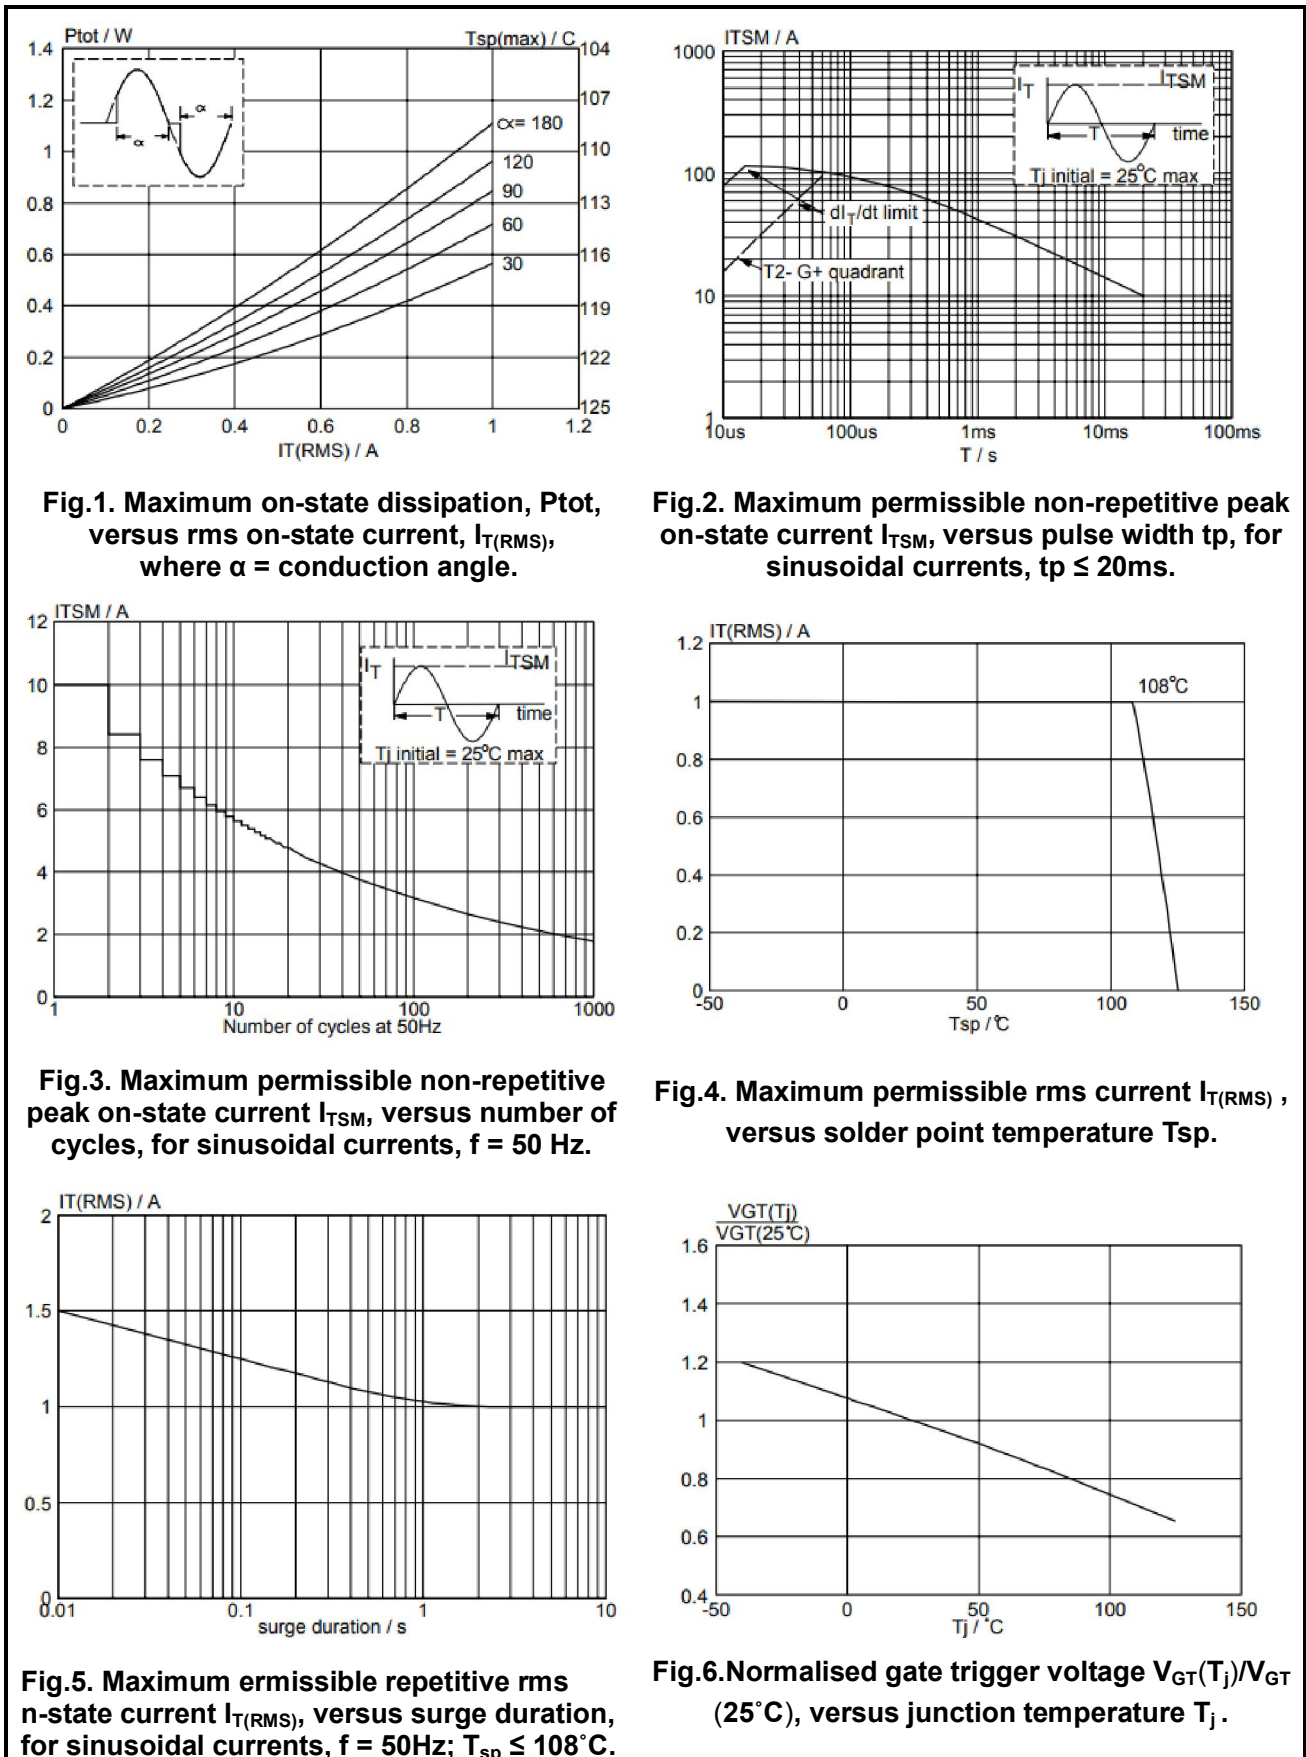 Ptot / W
Tsp(max) / C
1.4
1.2
1
0.8
0.6
0.4
0.2
0
104
107
110
113
116
119
122
125
α
α
α= 180
120
90
60
30
0 0.2 0.4 0.6 0.8 1 1.2
IT(RMS) / A
Fig.1. Maximum on-state dissipation, Ptot,
versus rms on-state current, IT(RMS),
where α = conduction angle.
ITSM / A
1000
100
10
1
IT
ITSM
T
time
Tj initial = 25°C max
dIT/dt limit
T2- G+ quadrant
10us 100us 1ms 10ms 100ms
T / s
Fig.2. Maximum permissible non-repetitive peak
on-state current ITSM, versus pulse width tp, for
sinusoidal currents, tp ≤ 20ms.
ITSM / A
12
10
8
6
4
2
0
IT
ITSM
T
time
Tj initial = 25°C max
1 10 100 1000
Number of cycles at 50Hz
Fig.3. Maximum permissible non-repetitive
peak on-state current ITSM, versus number of
cycles, for sinusoidal currents, f = 50 Hz.
IT(RMS) / A
1.2
1
0.8
0.6
0.4
0.2
0
108°C
-50 0 50 100 150
Tsp / °C
Fig.4. Maximum permissible rms current IT(RMS) ,
versus solder point temperature Tsp.
IT(RMS) / A
2
1.5
1
0.5
0
0.01 0.1 1 10
surge duration / s
Fig.5. Maximum ermissible repetitive rms
n-state current IT(RMS), versus surge duration,
for sinusoidal currents, f = 50Hz; Tsp ≤ 108˚C.
VGT(Tj)
VGT(25°C)
1.6
1.4
1.2
1
0.8
0.6
0.4
-50 0 50 100 150
Tj / °C
Fig.6.Normalised gate trigger voltage VGT(Tj)/VGT
(25˚C), versus junction temperature Tj .